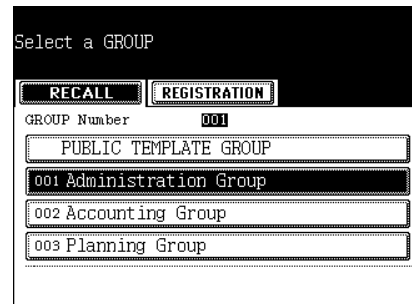 Select a GROUP
RECALL REGISTRATION
GROUP Number 001
PUBLIC TEMPLATE GROUP
001 Administration Group
002 Accounting Group
003 Planning Group